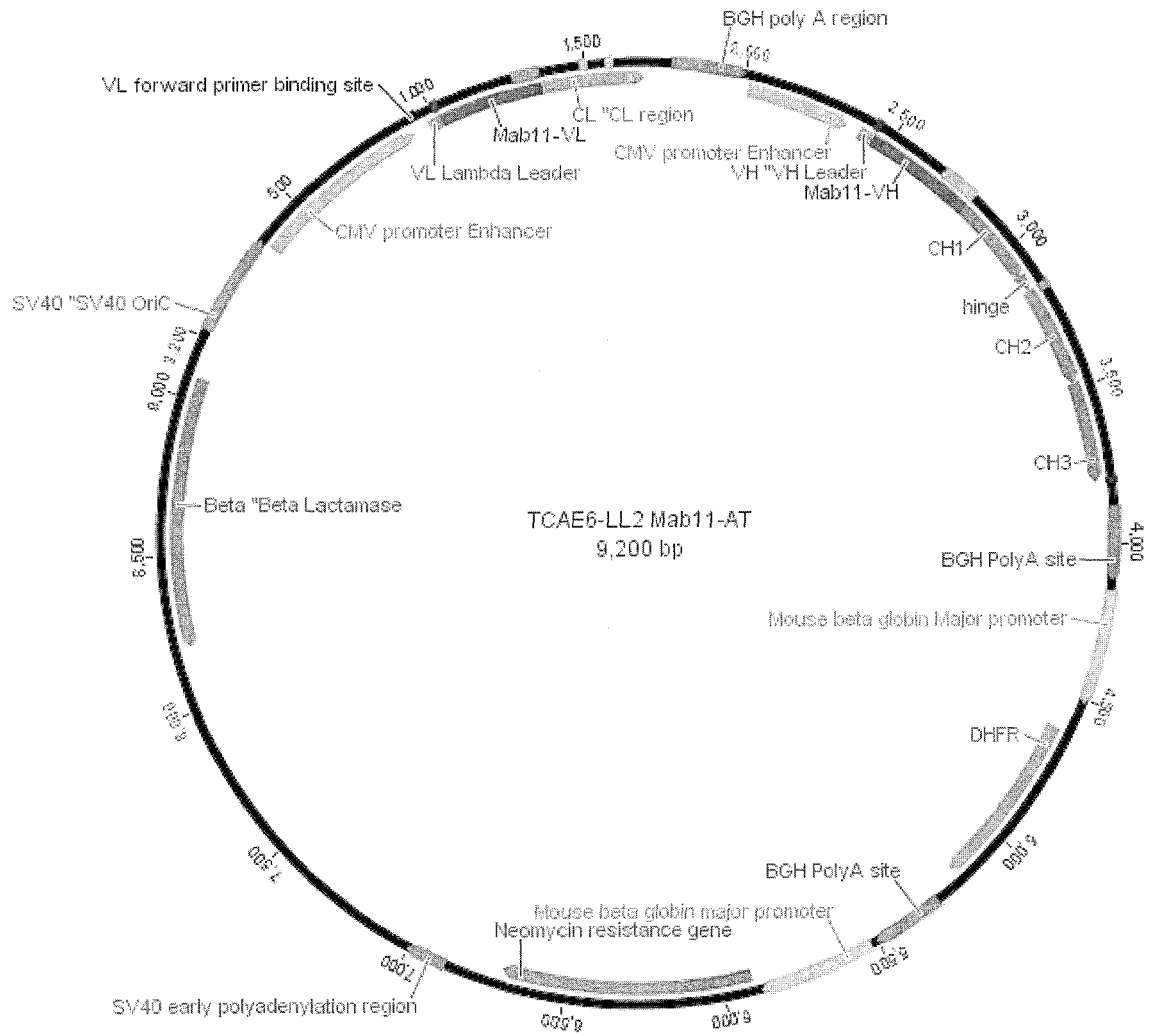 BGH poly A region
1,500
VL forward primer binding site
1,000
CL "CL region
2,500
Mab11-VL
CMV promoter Enhancer
VL Lambda Leader
VH "VH Leader
Mab11-VH
500
CMV promoter Enhancer
3,000
CH1
SV40 "SV40 OriC
hinge
9,200
CH2
9,000
3,500
CH3
Beta "Beta Lactamase
TCAE6-LL2 Mab11-AT
9,200 bp
8,500
4,000
BGH PolyA site
Mouse beta globin Major promoter
8,000
4,500
DHFR
7,500
5,000
BGH PolyA site
Mouse beta globin major promoter
Neomycin resistance gene
5,500
7,000
SV40 early polyadenylation region
6,500
6,000